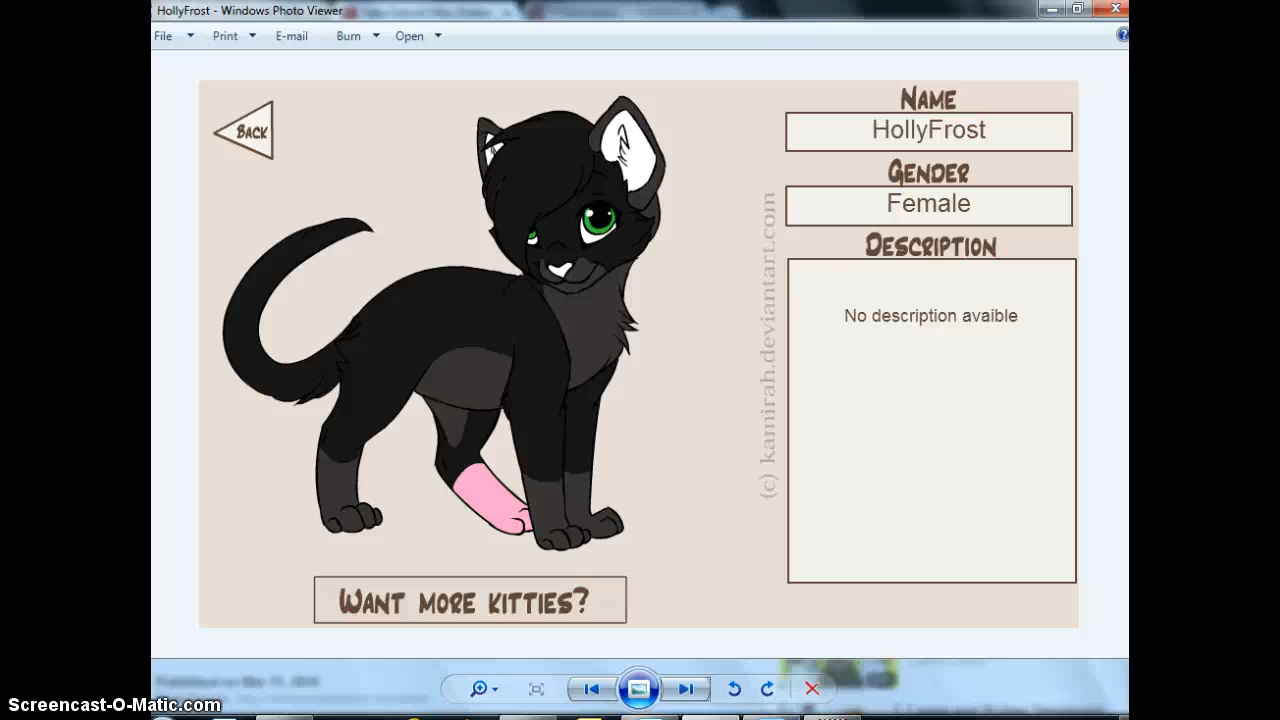 HollyFrost - Windows Photo Viewer
File Print E-mail Burn Open
BACK
NAME
HollyFrost
GENDER
Female
DESCRIPTION
No description avaible
(c) kamirah.deviantart.com
WANT MORE KITTIES?
Screencast-O-Matic.com